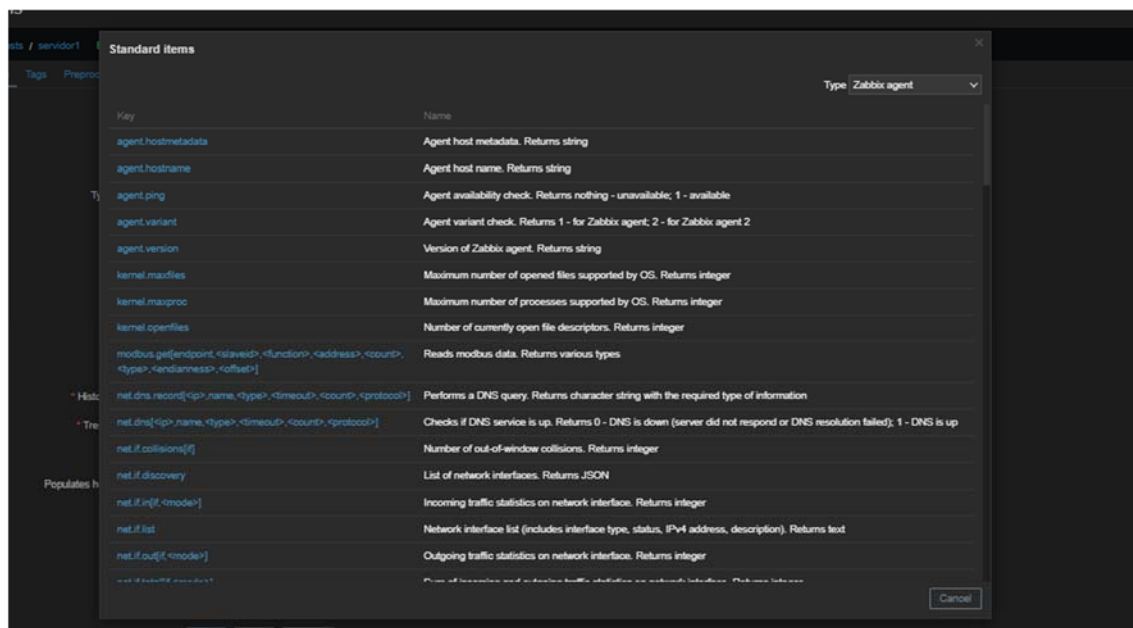 sts / servidor1
Standard items
Tags Preproc
Type Zabbix agent
Key Name
agent.hostmetadata Agent host metadata. Returns string
agent.hostname Agent host name. Returns string
agent.ping Agent availability check. Returns nothing - unavailable; 1 - available
agent.variant Agent variant check. Returns 1 - for Zabbix agent; 2 - for Zabbix agent 2
agent.version Version of Zabbix agent. Returns string
kernel.maxfiles Maximum number of opened files supported by OS. Returns integer
kernel.maxproc Maximum number of processes supported by OS. Returns integer
kernel.openfiles Number of currently open file descriptors. Returns integer
modbus.get[endpoint,<slaveid>,<function>,<address>,<count>, Reads modbus data. Returns various types
<type>,<endianness>,<offset>]
* Histo
net.dns.record[<ip>,name,<type>,<timeout>,<count>,<protocol>] Performs a DNS query. Returns character string with the required type of information
* Tre
net.dns[<ip>,name,<type>,<timeout>,<count>,<protocol>] Checks if DNS service is up. Returns 0 - DNS is down (server did not respond or DNS resolution failed); 1 - DNS is up
net.if.collisions[if] Number of out-of-window collisions. Returns integer
net.if.discovery List of network interfaces. Returns JSON
Populates h
net.if.in[if,<mode>] Incoming traffic statistics on network interface. Returns integer
net.if.list Network interface list (includes interface type, status, IPv4 address, description). Returns text
net.if.out[if,<mode>] Outgoing traffic statistics on network interface. Returns integer
Cancel